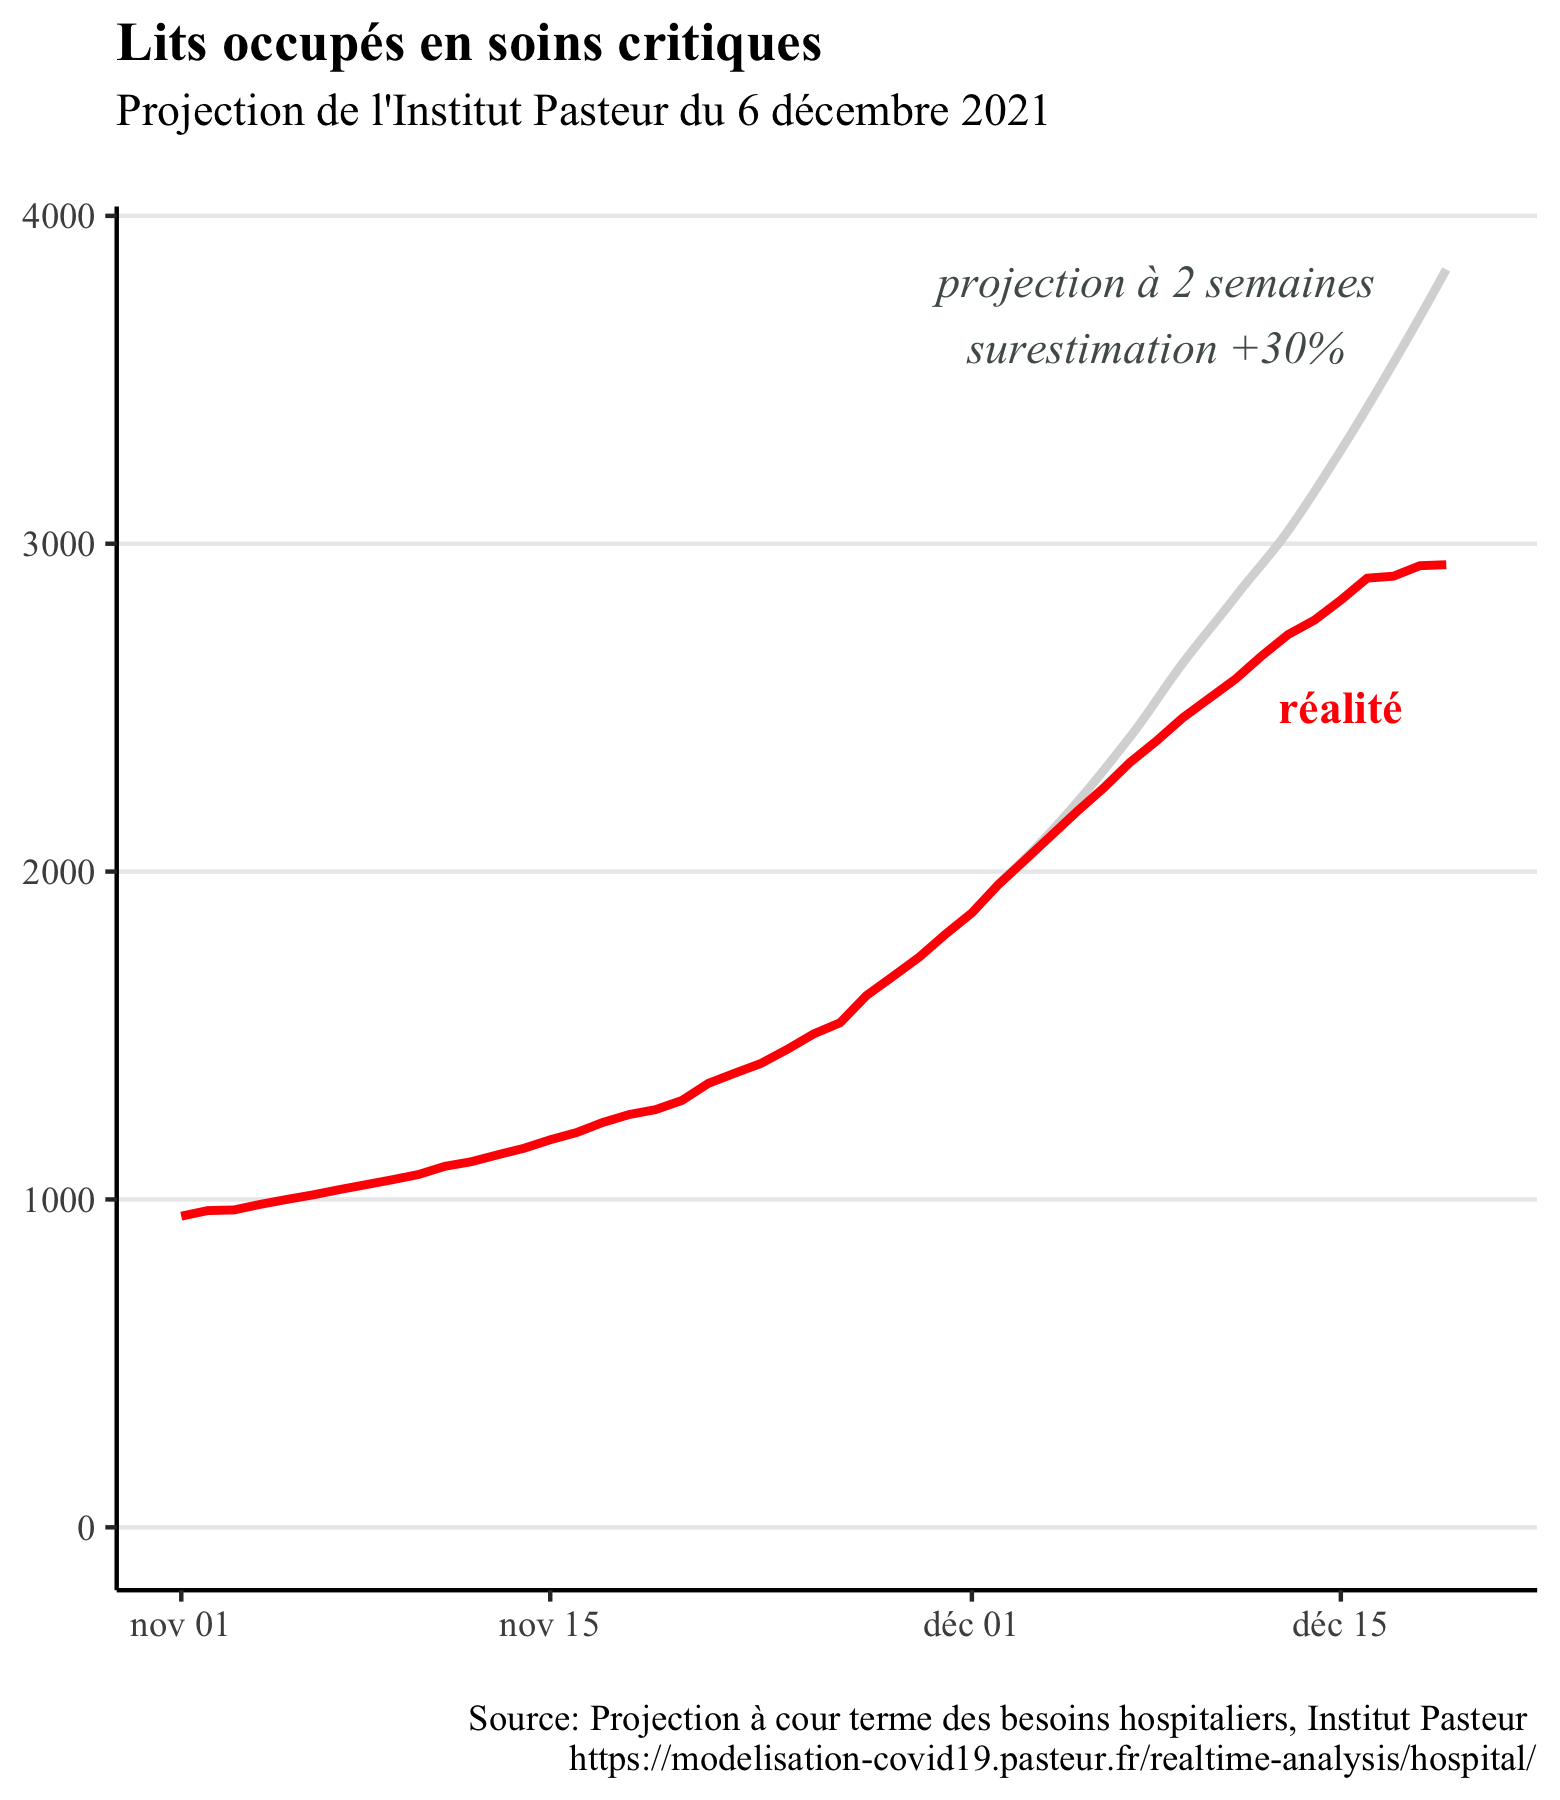 Lits occupés en soins critiques
Projection de l'Institut Pasteur du 6 décembre 2021
4000
projection à 2 semaines
surestimation +30%
3000
réalité
2000
1000
0
nov 01
nov 15
déc 01
déc 15
Source: Projection à cour terme des besoins hospitaliers, Institut Pasteur
https://modelisation-covid19.pasteur.fr/realtime-analysis/hospital/